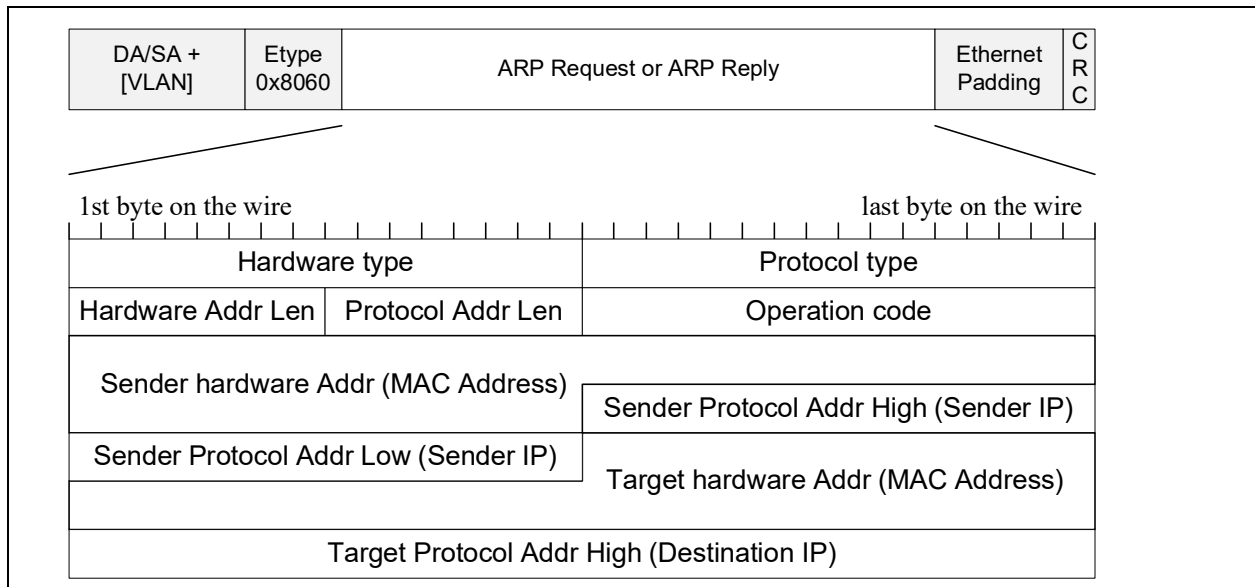 DA/SA +
[VLAN]
Etype
0x8060
ARP Request or ARP Reply
Ethernet
Padding
C
R
C
1st byte on the wire
last byte on the wire
Hardware type
Protocol type
Hardware Addr Len
Protocol Addr Len
Operation code
Sender hardware Addr (MAC Address)
Sender Protocol Addr High (Sender IP)
Sender Protocol Addr Low (Sender IP)
Target hardware Addr (MAC Address)
Target Protocol Addr High (Destination IP)